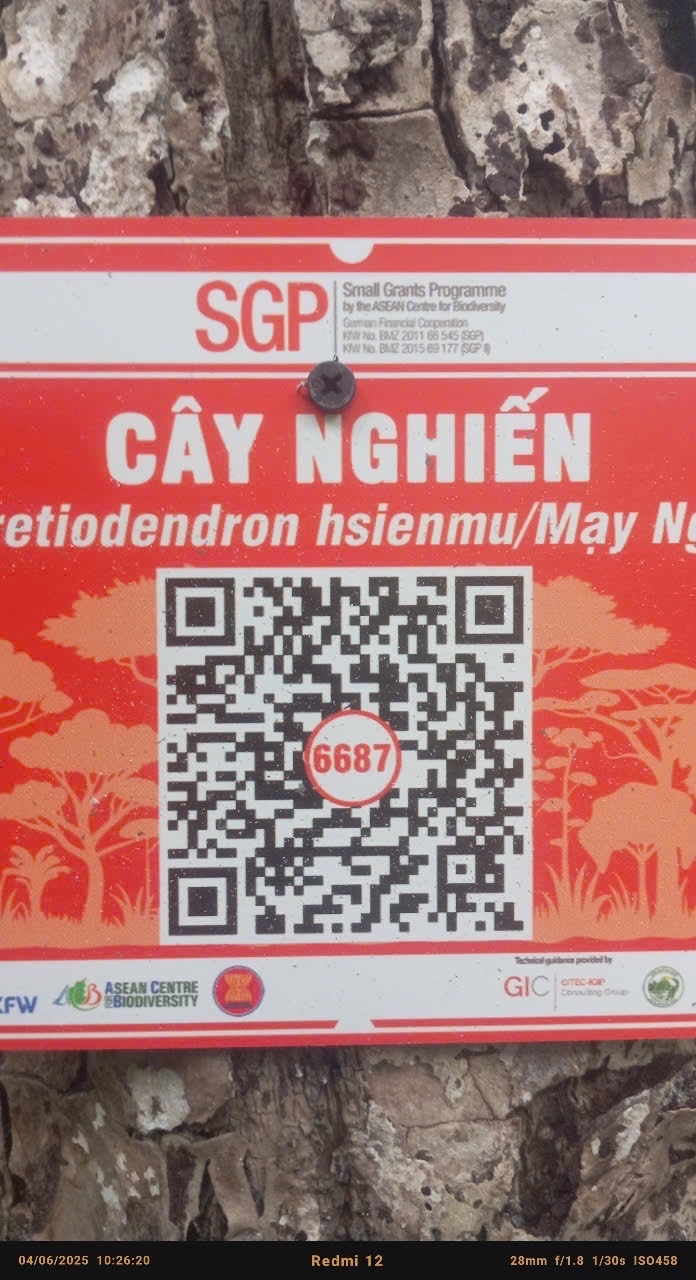 SGP
Small Grants Programme
by the ASEAN Centre for Biodiversity
German Financial Cooperation
KfW No. BMZ 2011 66 545 (SGP)
KfW No. BMZ 2015 69 177 (SGP II)
CÂY NGHIẾN
retiodendron hsienmu/Mạy Ng
6687
KFW
ACB
ASEAN CENTRE
FOR BIODIVERSITY
Technical guidance provided by
GIC
Consulting Group
04/06/2025 10:26:20
Redmi 12
28mm f/1.8 1/30s ISO458